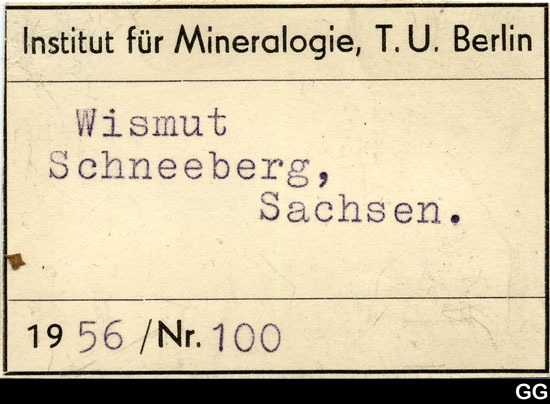 Institut für Mineralogie, T.U. Berlin
Wismut
Schneeberg,
Sachsen.
1956/Nr. 100
GG